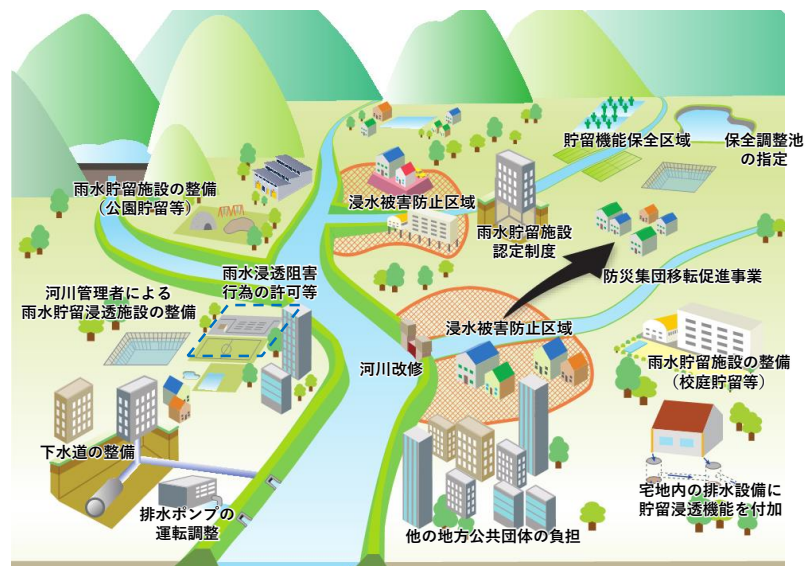 貯留機能保全区域
保全調整池
の指定
雨水貯留施設の整備
（公園貯留等）
浸水被害防止区域
雨水貯留施設
認定制度
防災集団移転促進事業
雨水浸透阻害
行為の許可等
河川管理者による
雨水貯留浸透施設の整備
浸水被害防止区域
河川改修
雨水貯留施設の整備
（校庭貯留等）
下水道の整備
排水ポンプの
運転調整
他の地方公共団体の負担
宅地内の排水設備に
貯留浸透機能を付加